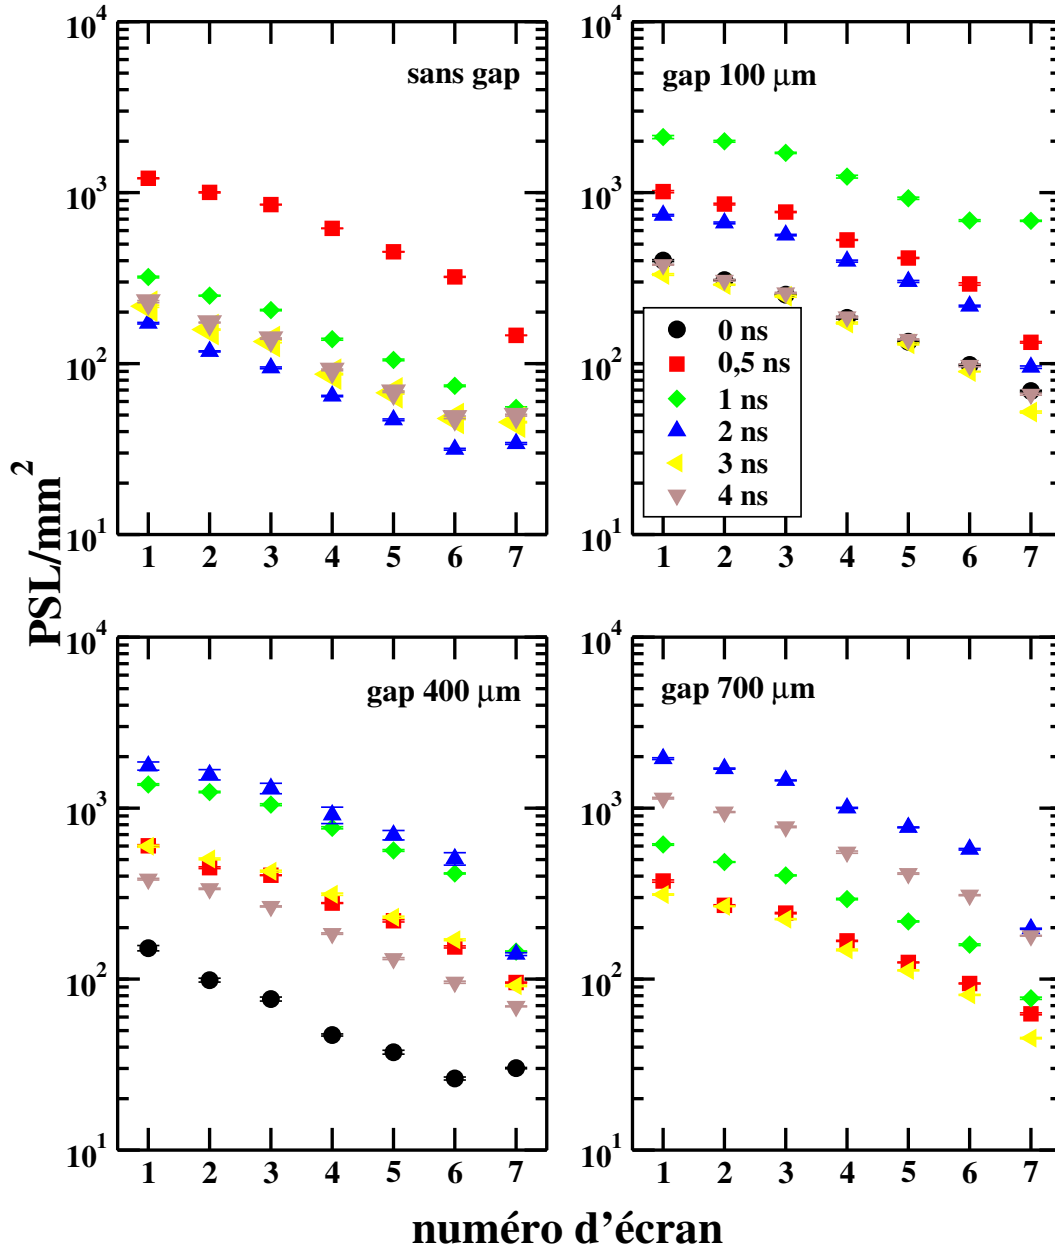 sans gap
gap 100 μm
10^4
10^3
10^2
10^1
1 2 3 4 5 6 7
10^4
10^3
10^2
10^1
1 2 3 4 5 6 7
0 ns
0,5 ns
1 ns
2 ns
3 ns
4 ns
PSL/mm^2
gap 400 μm
gap 700 μm
10^4
10^3
10^2
10^1
1 2 3 4 5 6 7
10^4
10^3
10^2
10^1
1 2 3 4 5 6 7
numéro d'écran